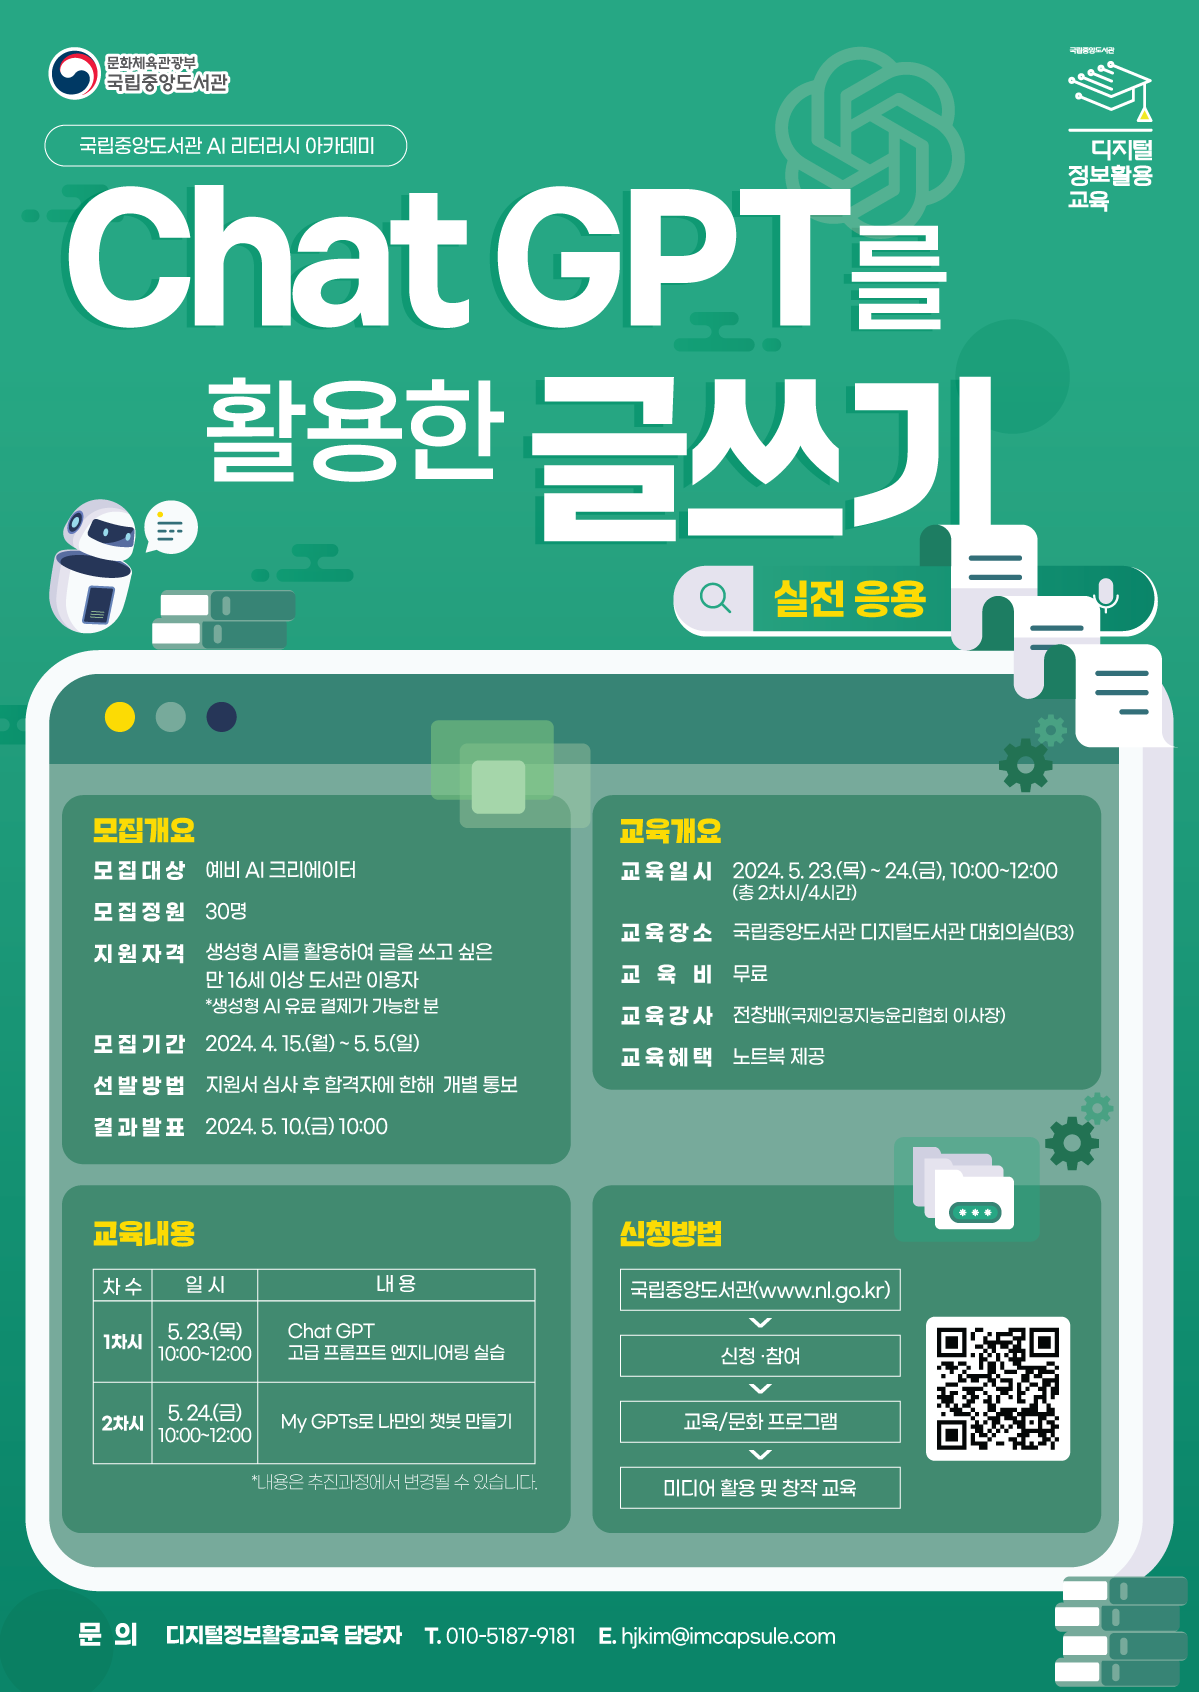 문화체육관광부
국립중앙도서관
국립중앙도서관
디지털
정보활용
교육
국립중앙도서관 AI 리터러시 아카데미
Chat GPT를
활용한 글쓰기
실전 응용
모집개요
모집대상 예비 AI 크리에이터
모집정원 30명
지원자격 생성형 AI를 활용하여 글을 쓰고 싶은
만 16세 이상 도서관 이용자
*생성형 AI 유료 결제가 가능한 분
모집기간 2024. 4. 15.(월) ~ 5. 5.(일)
선발방법 지원서 심사 후 합격자에 한해 개별 통보
결과발표 2024. 5. 10.(금) 10:00
교육개요
교육일시 2024. 5. 23.(목) ~ 24.(금), 10:00~12:00
(총 2차시/4시간)
교육장소 국립중앙도서관 디지털도서관 대회의실(B3)
교 육 비 무료
교육강사 전창배(국제인공지능윤리협회 이사장)
교육혜택 노트북 제공
교육내용
차 수 일 시 내 용
1차시 5. 23.(목) 10:00~12:00 Chat GPT
고급 프롬프트 엔지니어링 실습
2차시 5. 24.(금) 10:00~12:00 My GPTs로 나만의 챗봇 만들기
*내용은 추진과정에서 변경될 수 있습니다.
신청방법
국립중앙도서관(www.nl.go.kr)
신청 ·참여
교육/문화 프로그램
미디어 활용 및 창작 교육
문 의 디지털정보활용교육 담당자 T. 010-5187-9181 E. hjkim@imcapsule.com